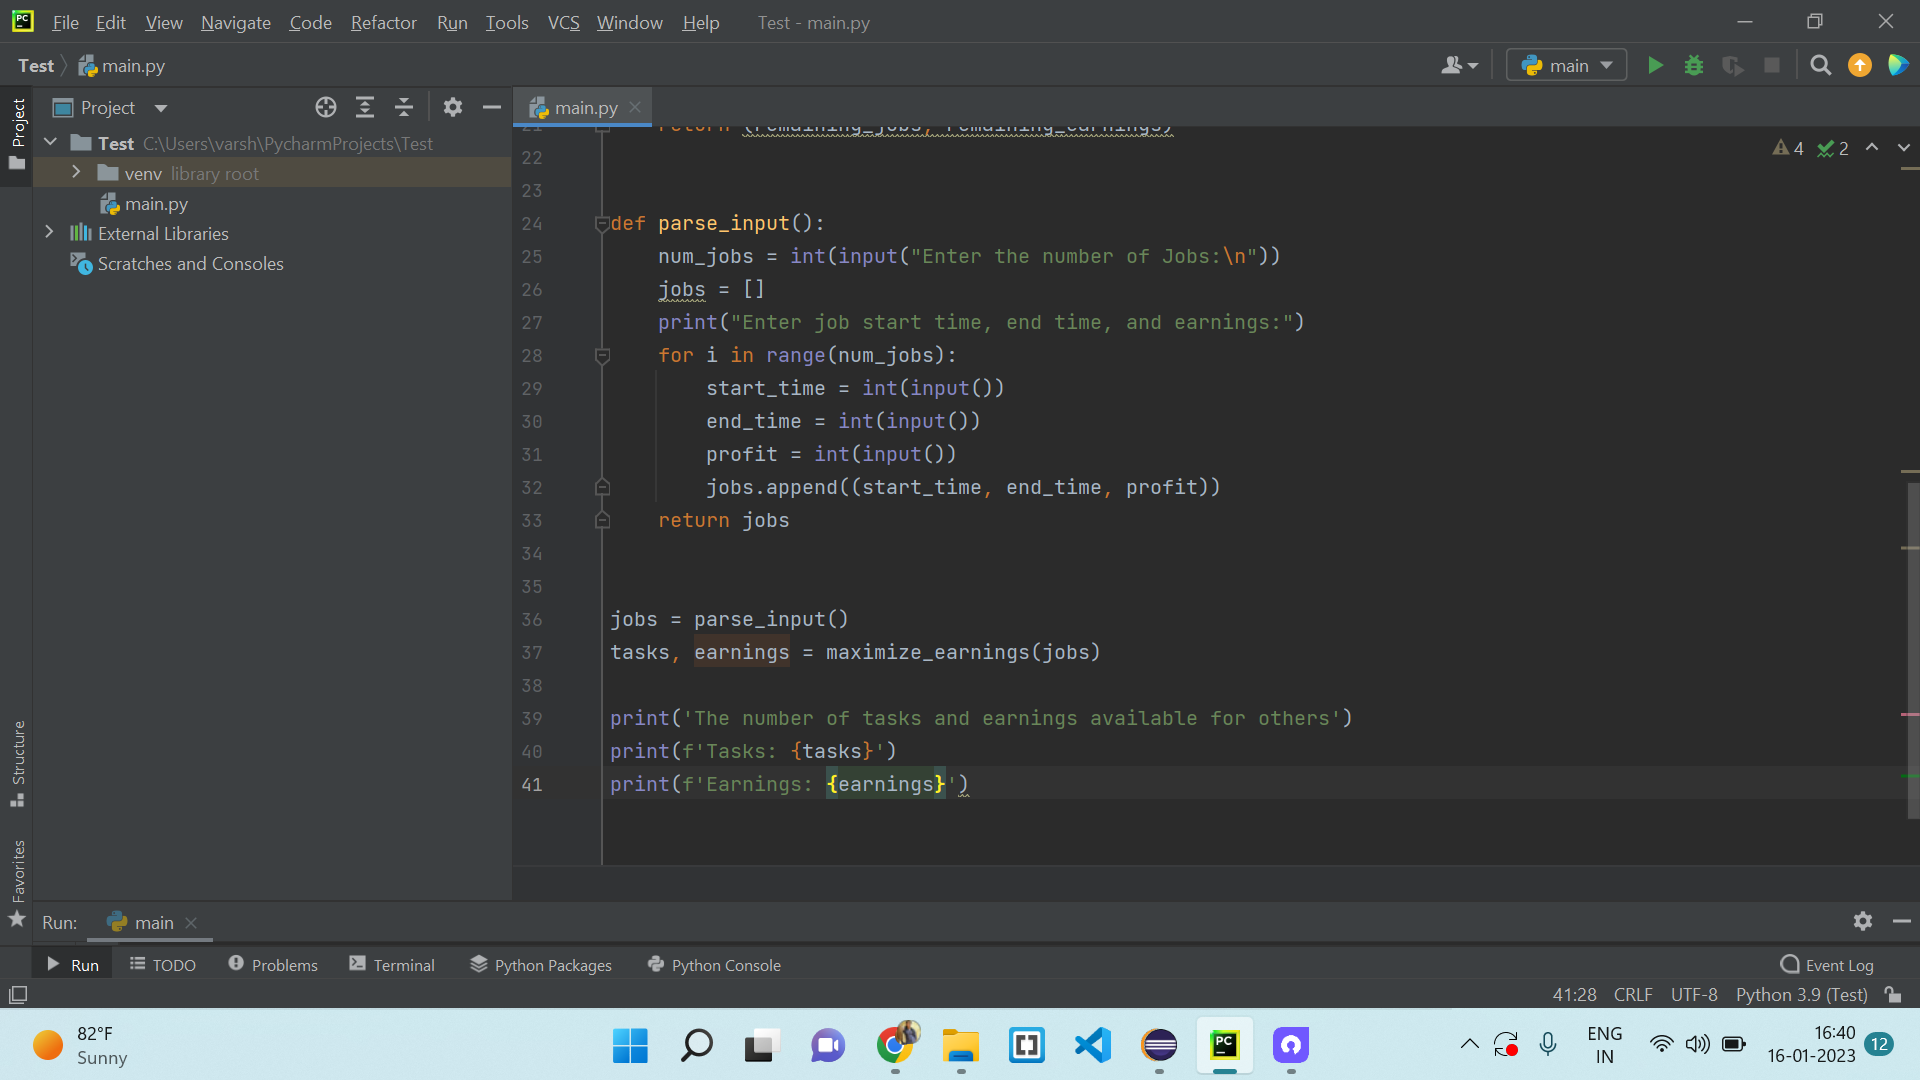 File Edit View Navigate Code Refactor Run Tools VCS Window Help Test - main.py
Test main.py
main
Project
main.py
Project
Test C:\Users\varsh\PycharmProjects\Test
venv library root
main.py
External Libraries
Scratches and Consoles
Structure
Favorites
4 2
21 return (remaining_jobs, remaining_earnings)
22
23
24 def parse_input():
25 num_jobs = int(input("Enter the number of Jobs:\n"))
26 jobs = []
27 print("Enter job start time, end time, and earnings:")
28 for i in range(num_jobs):
29 start_time = int(input())
30 end_time = int(input())
31 profit = int(input())
32 jobs.append((start_time, end_time, profit))
33 return jobs
34
35
36 jobs = parse_input()
37 tasks, earnings = maximize_earnings(jobs)
38
39 print('The number of tasks and earnings available for others')
40 print(f'Tasks: {tasks}')
41 print(f'Earnings: {earnings}')
Run: main
Run TODO Problems Terminal Python Packages Python Console Event Log
41:28 CRLF UTF-8 Python 3.9 (Test)
82°F
Sunny
PC
ENG
IN
16:40
16-01-2023
12